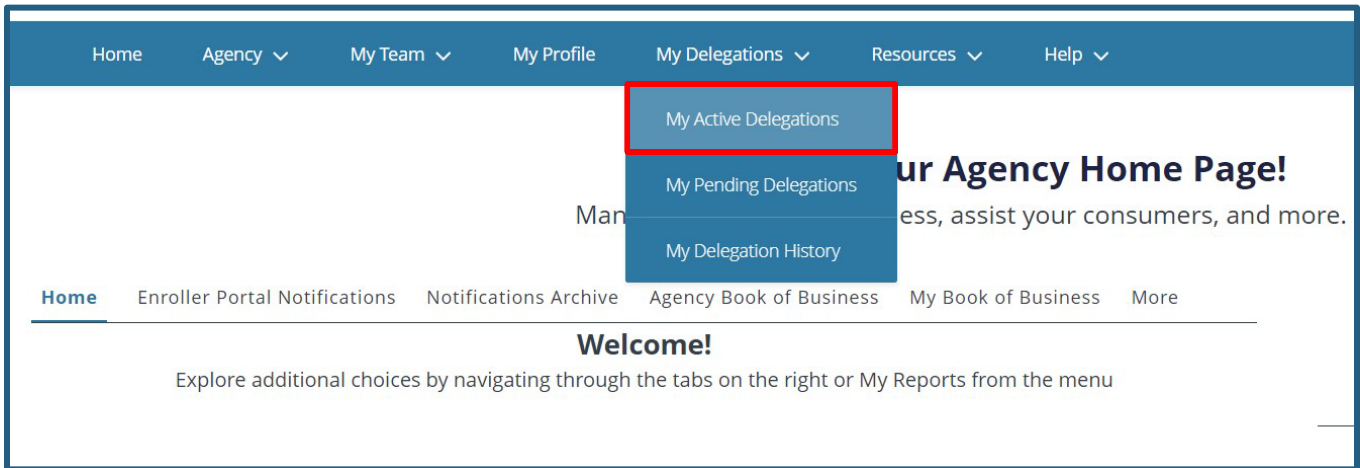 Home Agency My Team My Profile My Delegations Resources Help
My Active Delegations
My Pending Delegations
My Delegation History
ur Agency Home Page!
Man ess, assist your consumers, and more.
Home Enroller Portal Notifications Notifications Archive Agency Book of Business My Book of Business More
Welcome!
Explore additional choices by navigating through the tabs on the right or My Reports from the menu